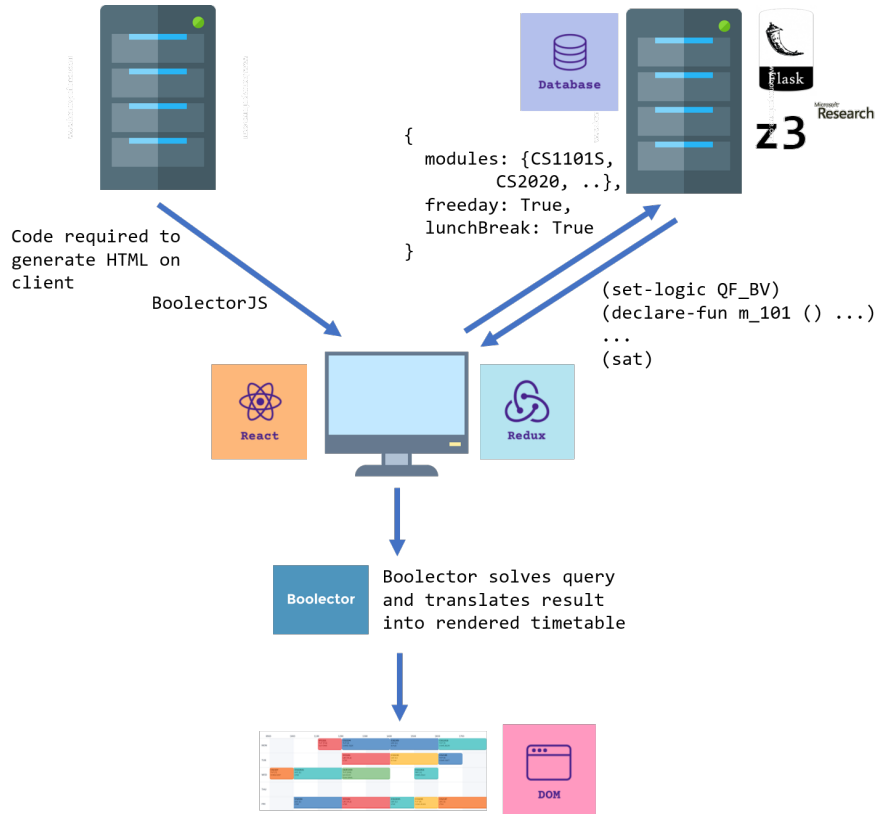 Database
Flask
Microsoft
Research
z3
{
modules: {CS1101S,
CS2020, ..},
freeday: True,
lunchBreak: True
}
Code required to
generate HTML on
client
BoolectorJS
(set-logic QF_BV)
(declare-fun m_101 () ...)
...
(sat)
React
Redux
Boolector
Boolector solves query
and translates result
into rendered timetable
DOM